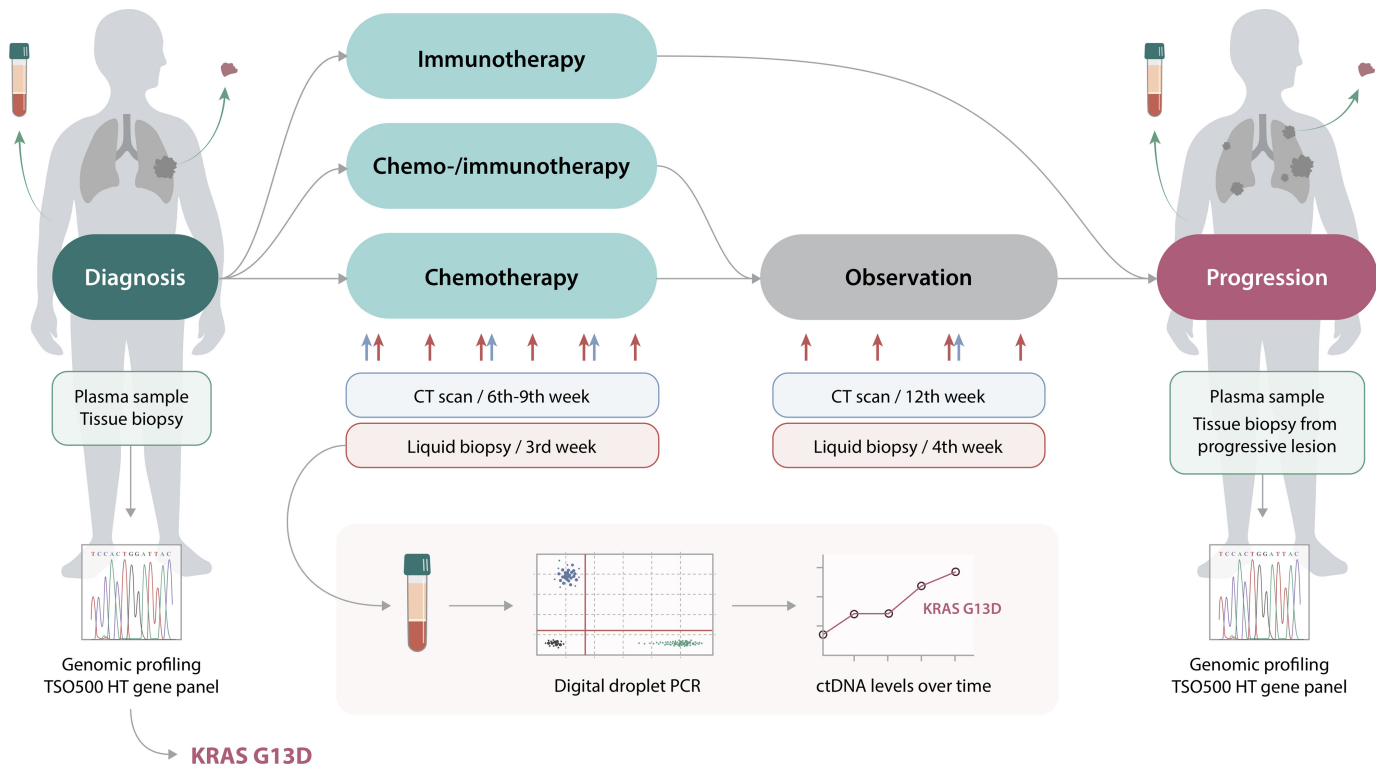 Immunotherapy
Chemo-/immunotherapy
Diagnosis
Chemotherapy
Observation
Progression
Plasma sample
Tissue biopsy
CT scan / 6th-9th week
Liquid biopsy / 3rd week
CT scan / 12th week
Liquid biopsy / 4th week
Plasma sample
Tissue biopsy from
progressive lesion
TCCACTGGATTAC
Genomic profiling
TSO500 HT gene panel
KRAS G13D
Digital droplet PCR
KRAS G13D
ctDNA levels over time
TCCACTGGATTAC
Genomic profiling
TSO500 HT gene panel